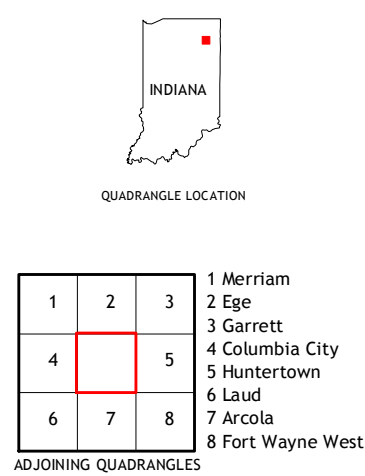 INDIANA
QUADRANGLE LOCATION
1 2 3
4 5
6 7 8
1 Merriam
2 Ege
3 Garrett
4 Columbia City
5 Huntertown
6 Laud
7 Arcola
8 Fort Wayne West
ADJOINING QUADRANGLES